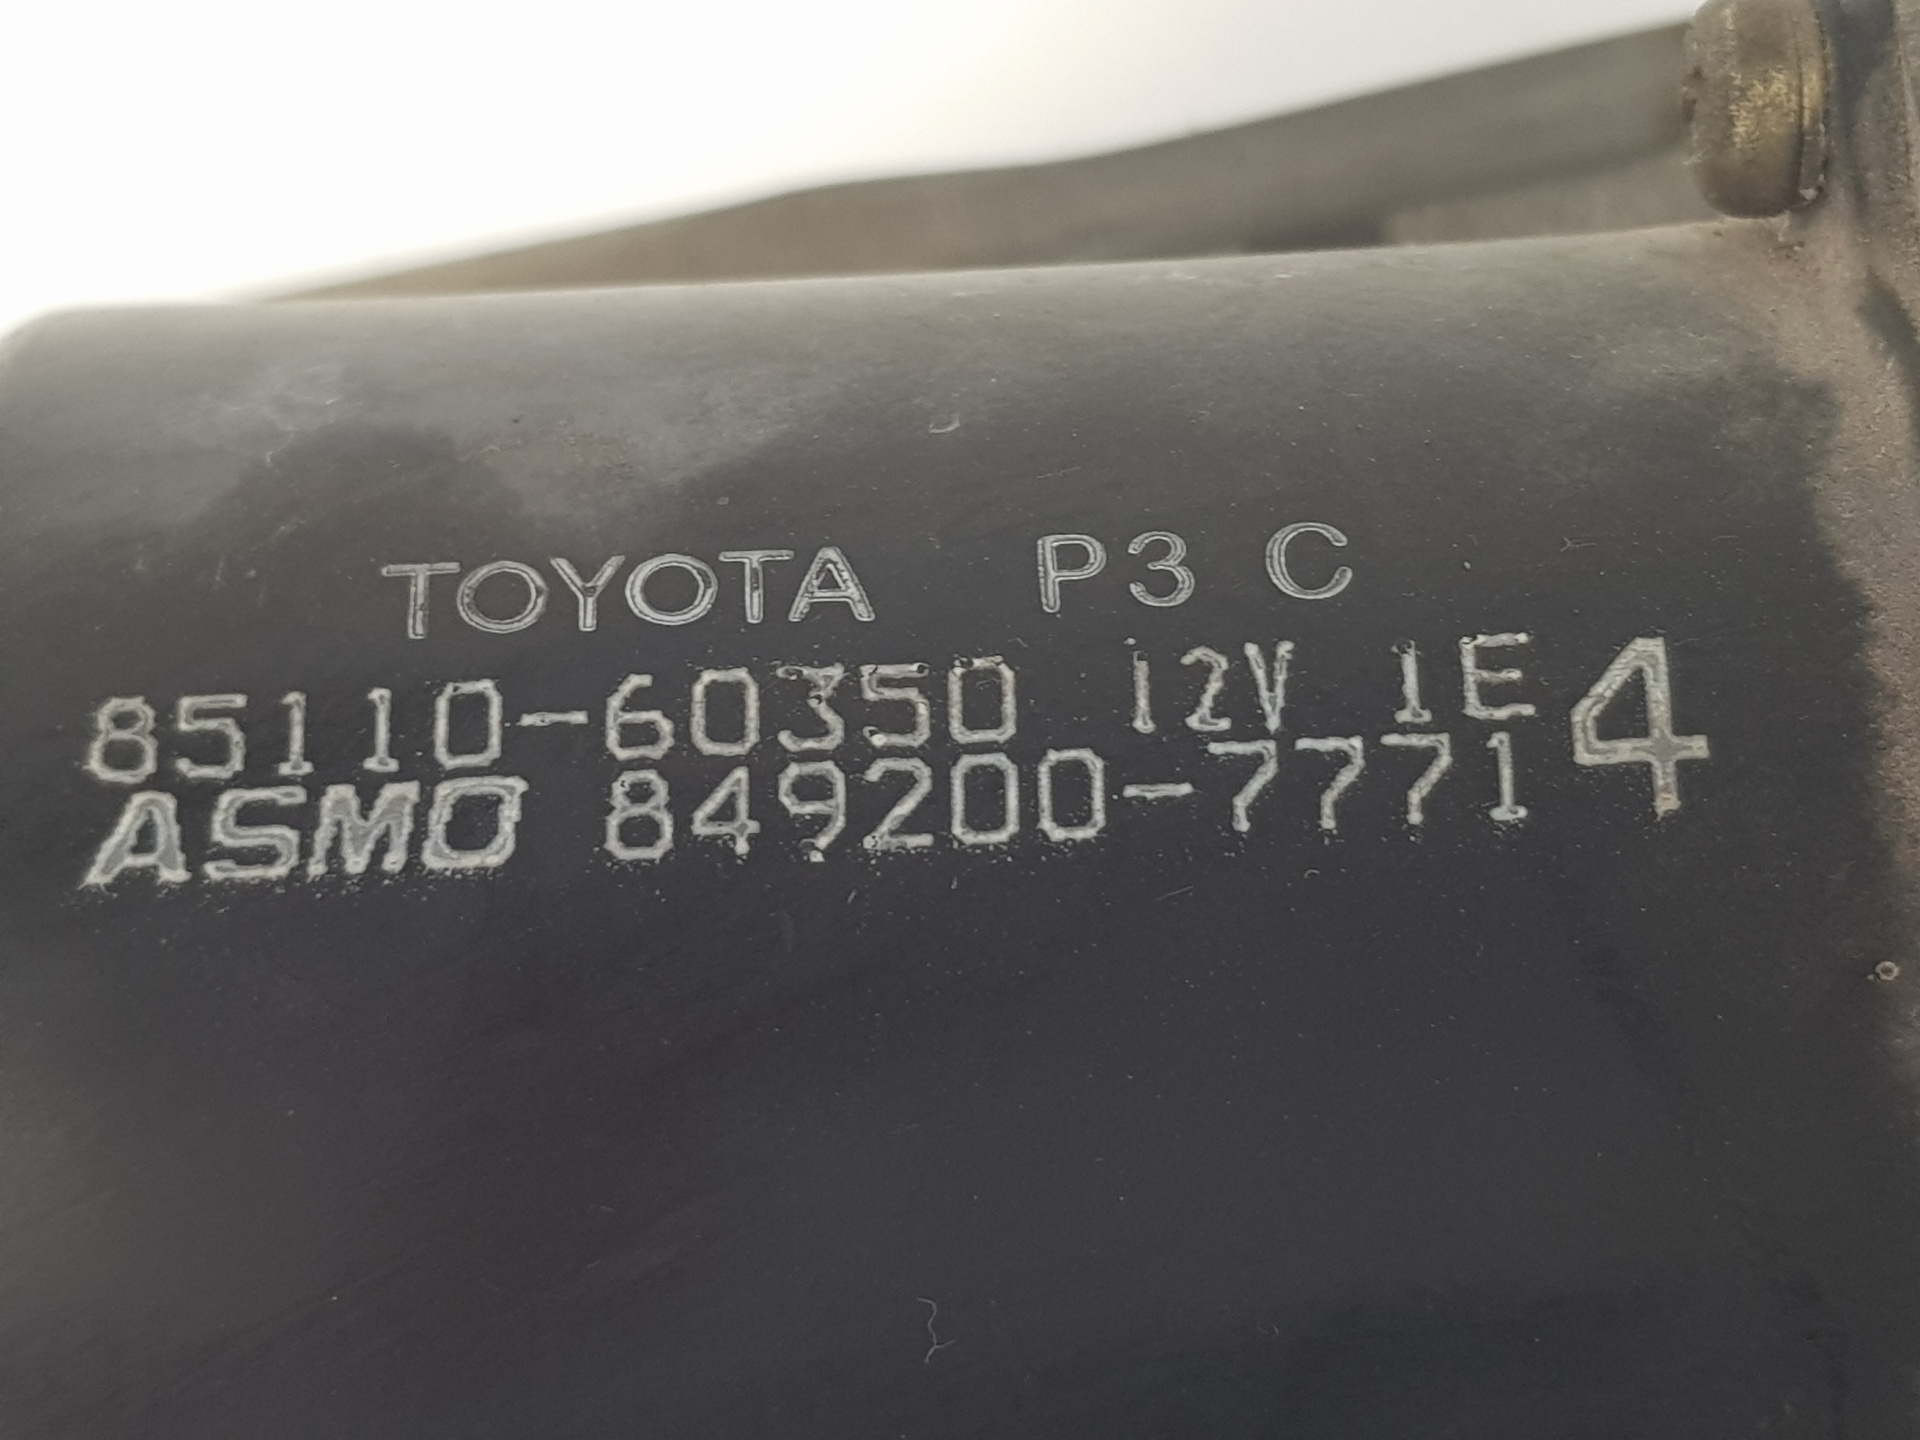 TOYOTA P3 C
85110-60350 12V 1E 4
ASMO 849200-7771